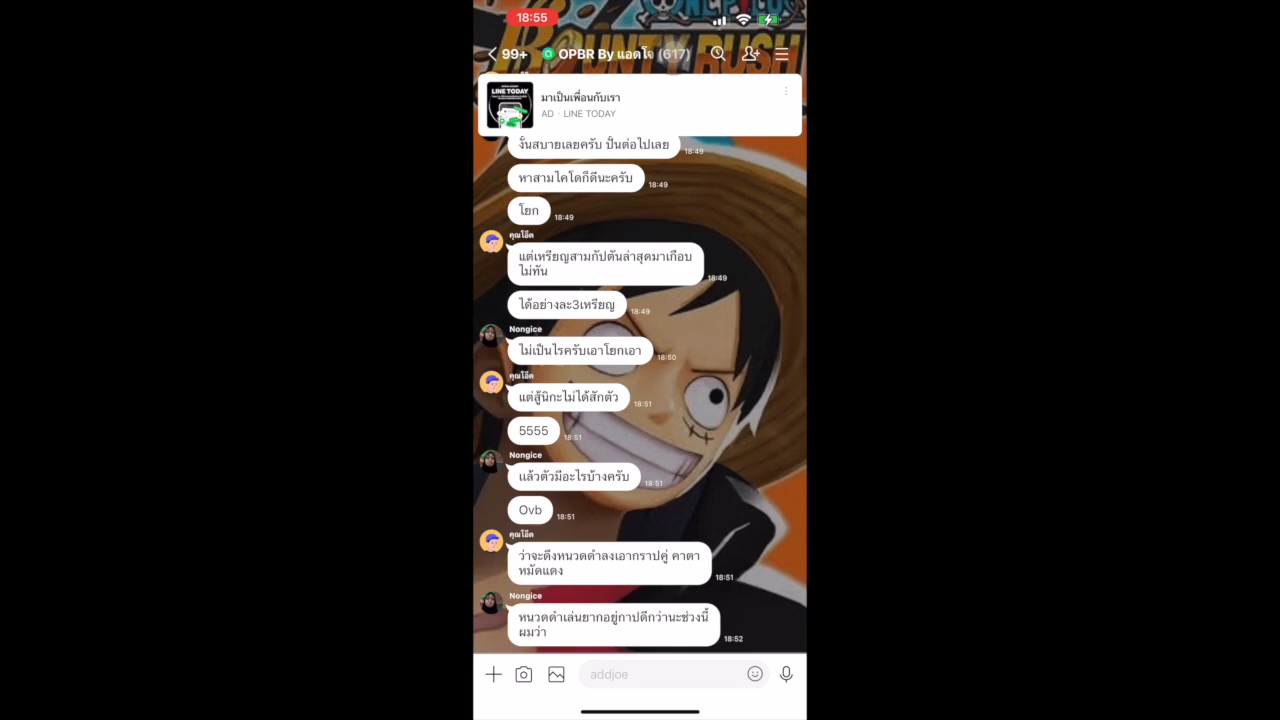 18:55
BOUNTY RUSH
99+
OPBR By แอดโจ (617)
LINE TODAY
มาเป็นเพื่อนกับเรา
AD · LINE TODAY
งั้นสบายเลยครับ ปั้นต่อไปเลย
18:49
หาสามไคโดก็ดีนะครับ
18:49
โยก
18:49
คุณโอ๊ต
แต่เหรียญสามกัปตันล่าสุดมาเกือบ
ไม่ทัน
18:49
ได้อย่างละ3เหรียญ
18:49
Nongice
ไม่เป็นไรครับเอาโยกเอา
18:50
คุณโอ๊ต
แต่สู้นิกะไม่ได้สักตัว
18:51
5555
18:51
Nongice
แล้วตัวมีอะไรบ้างครับ
18:51
Ovb
18:51
คุณโอ๊ต
ว่าจะดึงหนวดดำลงเอากราปคู่ คาตา
หมัดแดง
18:51
Nongice
หนวดดำเล่นยากอยู่กาปดีกว่านะช่วงนี้
ผมว่า
18:52
addjoe